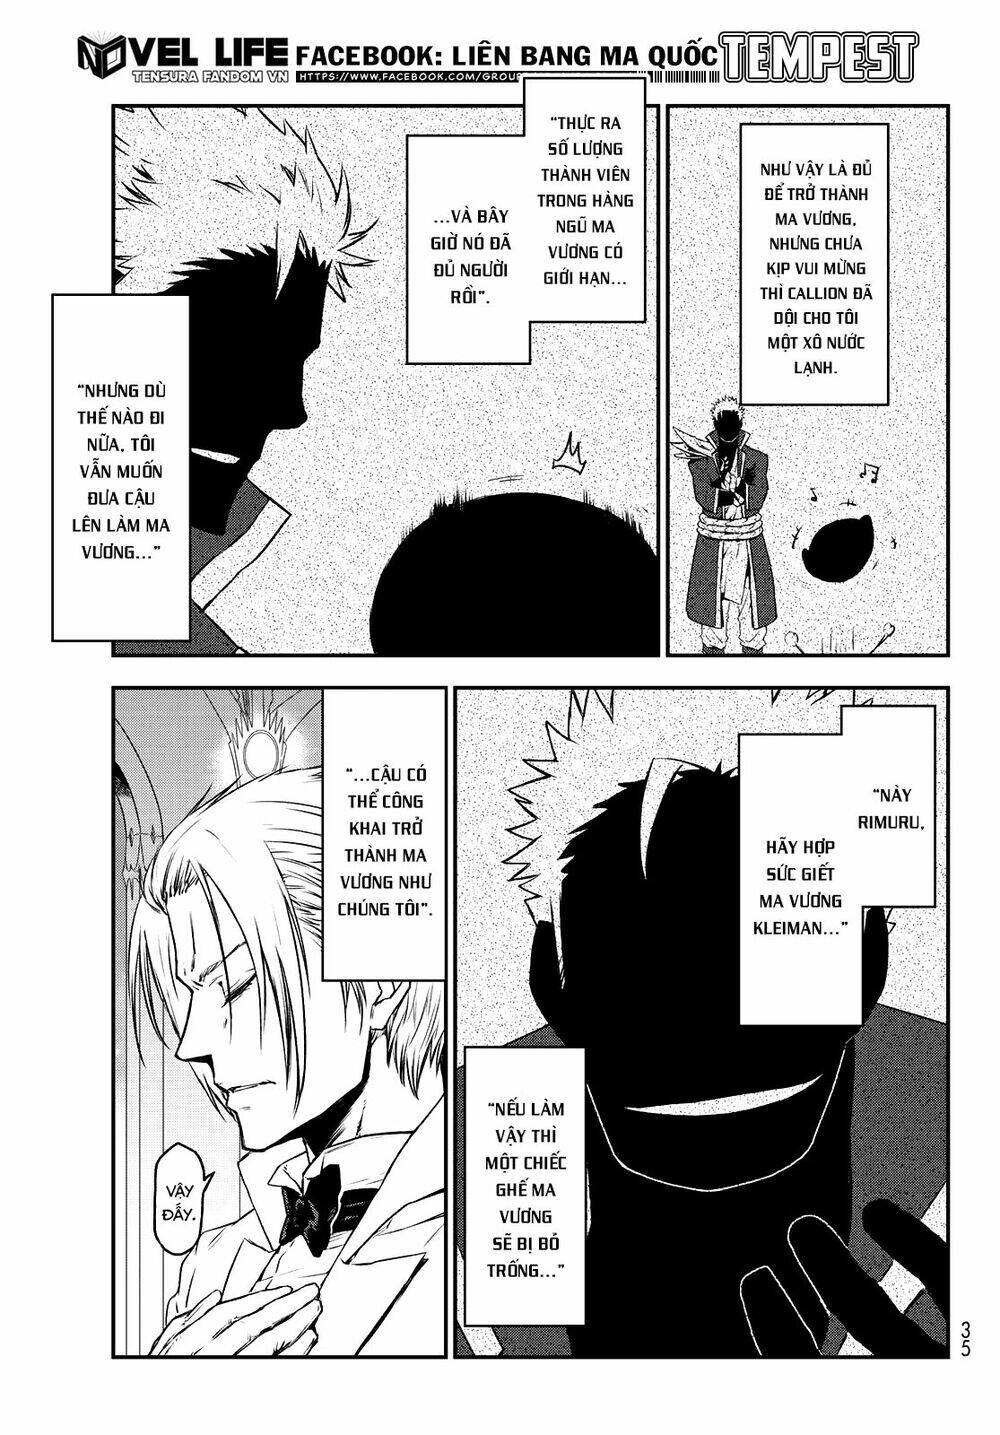 NOVEL LIFE
TENSURA FANDOM VN
FACEBOOK: LIÊN BANG MA QUỐC
HTTPS://WWW.FACEBOOK.COM/GROUP
TEMPEST
NHƯ VẬY LÀ ĐỦ
ĐỂ TRỞ THÀNH
MA VƯƠNG,
NHƯNG CHƯA
KỊP VUI MỪNG
THÌ CALLION ĐÃ
DỘI CHO TÔI
MỘT XÔ NƯỚC
LẠNH.
“THỰC RA
SỐ LƯỢNG
THÀNH VIÊN
TRONG HÀNG
NGŨ MA
VƯƠNG CÓ
GIỚI HẠN...
...VÀ BÂY
GIỜ NÓ ĐÃ
ĐỦ NGƯỜI
RỒI”.
“NHƯNG DÙ
THẾ NÀO ĐI
NỮA, TÔI
VẪN MUỐN
ĐƯA CẬU
LÊN LÀM MA
VƯƠNG...”
“NÀY
RIMURU,
HÃY HỢP
SỨC GIẾT
MA VƯƠNG
KLEIMAN...”
“NẾU LÀM
VẬY THÌ
MỘT CHIẾC
GHẾ MA
VƯƠNG
SẼ BỊ BỎ
TRỐNG...”
“...CẬU CÓ
THỂ CÔNG
KHAI TRỞ
THÀNH MA
VƯƠNG NHƯ
CHÚNG TÔI”.
VẬY
ĐẤY.
35